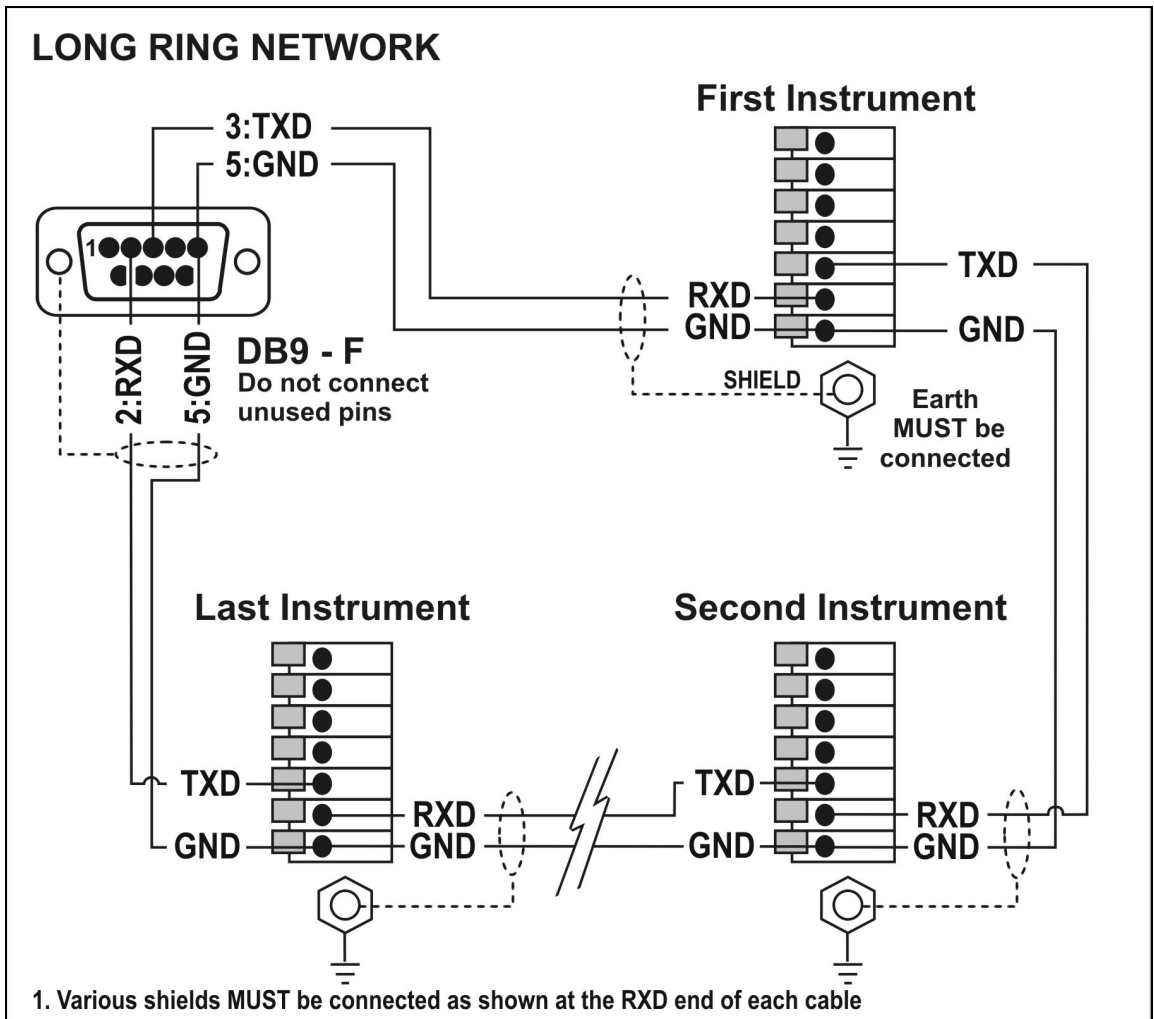 LONG RING NETWORK
First Instrument
3:TXD
5:GND
1
TXD
RXD
GND
GND
2:RXD
5:GND
DB9 - F
Do not connect
unused pins
SHIELD
Earth
MUST be
connected
Last Instrument
Second Instrument
TXD
RXD
GND
GND
TXD
RXD
GND
GND
1. Various shields MUST be connected as shown at the RXD end of each cable